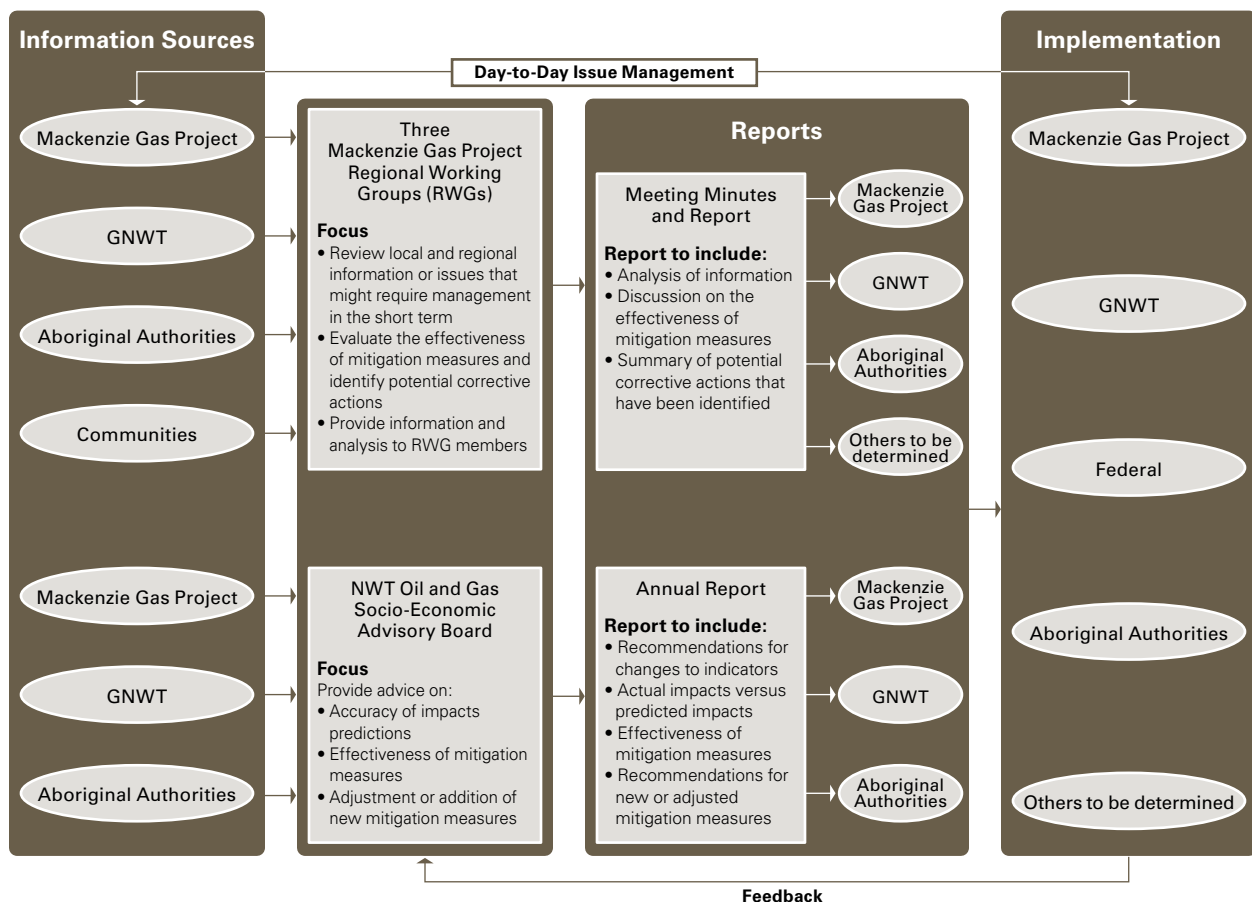 Information Sources
Implementation
Day-to-Day Issue Management
Mackenzie Gas Project
GNWT
Aboriginal Authorities
Communities
Mackenzie Gas Project
GNWT
Aboriginal Authorities
Three
Mackenzie Gas Project
Regional Working
Groups (RWGs)
Focus
• Review local and regional
information or issues that
might require management
in the short term
• Evaluate the effectiveness
of mitigation measures and
identify potential corrective
actions
• Provide information and
analysis to RWG members
NWT Oil and Gas
Socio-Economic
Advisory Board
Focus
Provide advice on:
• Accuracy of impacts
predictions
• Effectiveness of mitigation
measures
• Adjustment or addition of
new mitigation measures
Reports
Meeting Minutes
and Report
Report to include:
• Analysis of information
• Discussion on the
effectiveness of
mitigation measures
• Summary of potential
corrective actions that
have been identified
Mackenzie
Gas Project
GNWT
Aboriginal
Authorities
Others to be
determined
Annual Report
Report to include:
• Recommendations for
changes to indicators
• Actual impacts versus
predicted impacts
• Effectiveness of
mitigation measures
• Recommendations for
new or adjusted
mitigation measures
Mackenzie
Gas Project
GNWT
Aboriginal
Authorities
Mackenzie Gas Project
GNWT
Federal
Aboriginal Authorities
Others to be determined
Feedback